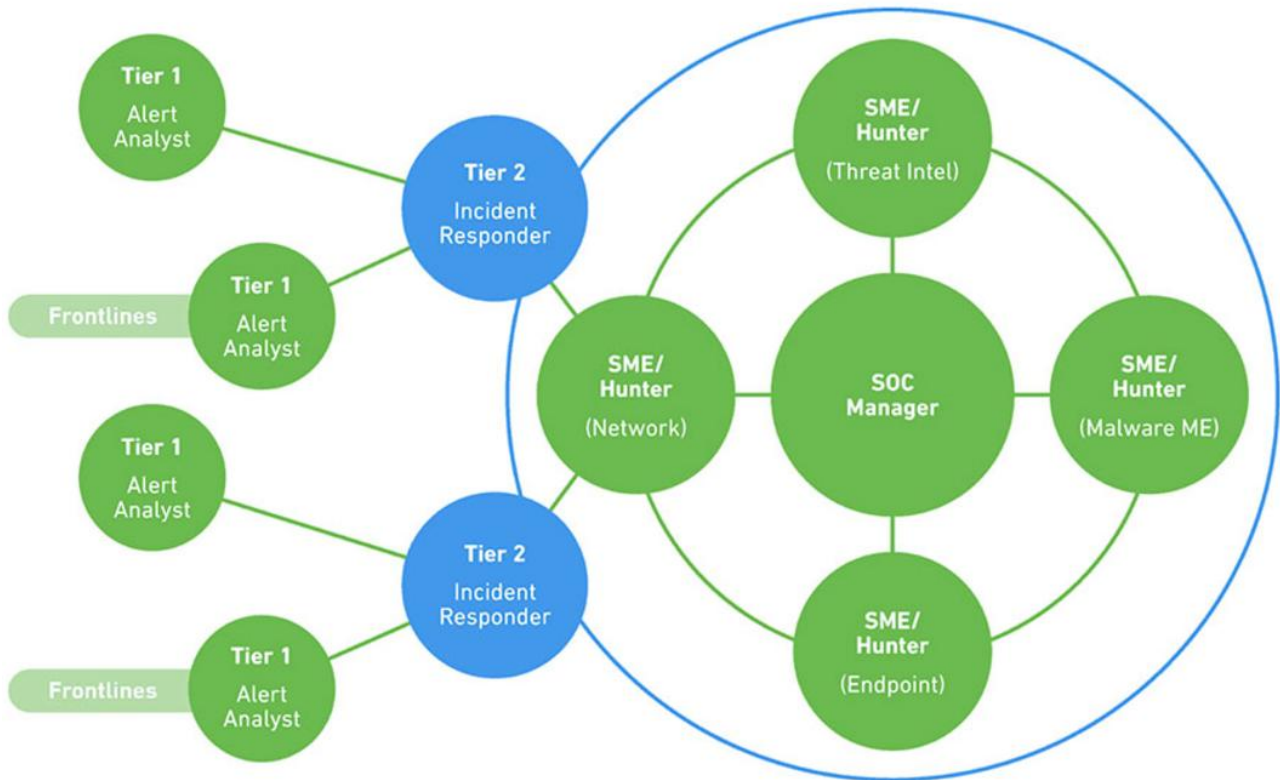 Tier 1
Alert
Analyst
Tier 2
Incident
Responder
Frontlines
Tier 1
Alert
Analyst
Tier 1
Alert
Analyst
Tier 2
Incident
Responder
Frontlines
Tier 1
Alert
Analyst
SME/
Hunter
(Threat Intel)
SME/
Hunter
(Network)
SOC
Manager
SME/
Hunter
(Malware ME)
SME/
Hunter
(Endpoint)